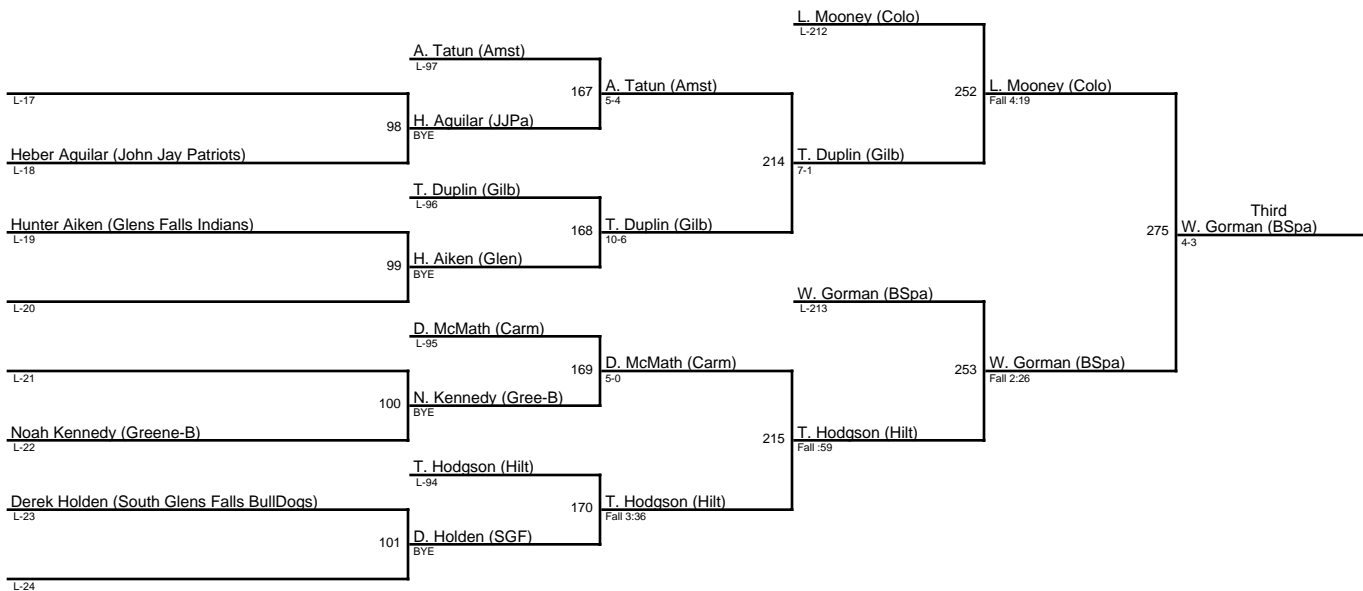 L. Mooney (Colo)
L-212
A. Tatun (Amst)
L-97
167
A. Tatun (Amst)
5-4
252
L. Mooney (Colo)
Fall 4:19
L-17
98
H. Aguilar (JJPa)
BYE
Heber Aguilar (John Jay Patriots)
L-18
214
T. Duplin (Gilb)
7-1
T. Duplin (Gilb)
L-96
Hunter Aiken (Glens Falls Indians)
L-19
168
T. Duplin (Gilb)
10-6
275
Third
W. Gorman (BSpa)
4-3
99
H. Aiken (Glen)
BYE
L-20
W. Gorman (BSpa)
L-213
D. McMath (Carm)
L-95
L-21
169
D. McMath (Carm)
5-0
253
W. Gorman (BSpa)
Fall 2:26
100
N. Kennedy (Gree-B)
BYE
Noah Kennedy (Greene-B)
L-22
215
T. Hodgson (Hilt)
Fall :59
T. Hodgson (Hilt)
L-94
Derek Holden (South Glens Falls BullDogs)
L-23
170
T. Hodgson (Hilt)
Fall 3:36
101
D. Holden (SGF)
BYE
L-24